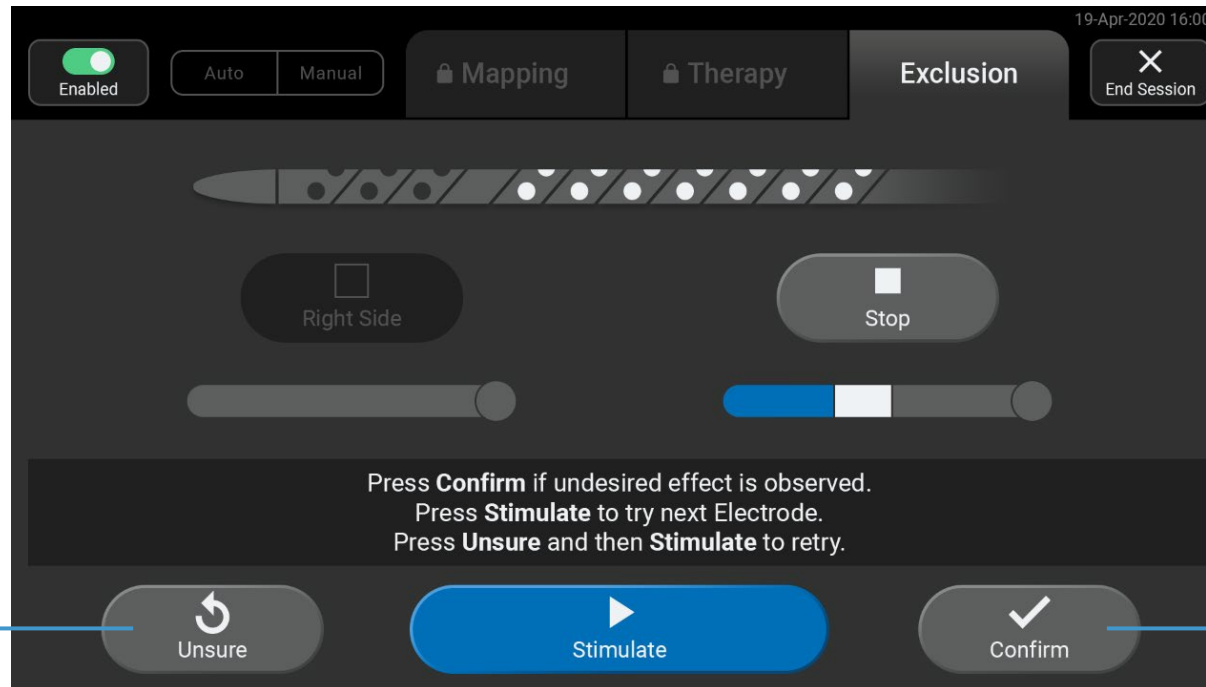 19-Apr-2020 16:00
Enabled
Auto
Manual
Mapping
Therapy
Exclusion
End Session
Right Side
Stop
Press Confirm if undesired effect is observed.
Press Stimulate to try next Electrode.
Press Unsure and then Stimulate to retry.
Unsure
Stimulate
Confirm